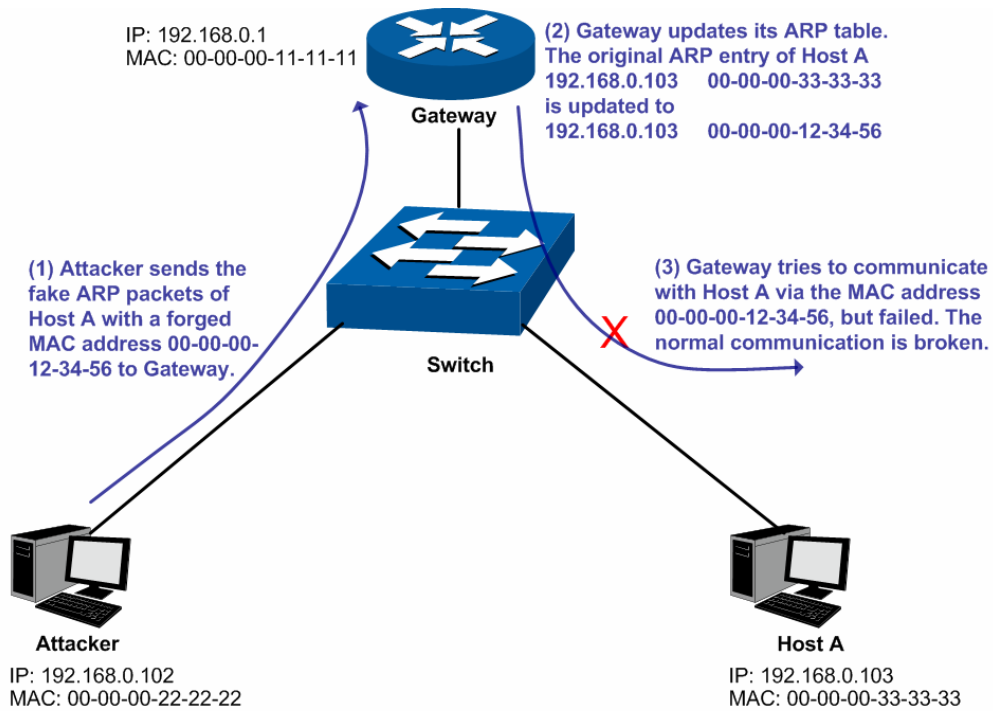 IP: 192.168.0.1
MAC: 00-00-00-11-11-11
Gateway
(2) Gateway updates its ARP table.
The original ARP entry of Host A
192.168.0.103 00-00-00-33-33-33
is updated to
192.168.0.103 00-00-00-12-34-56
(1) Attacker sends the
fake ARP packets of
Host A with a forged
MAC address 00-00-00-
12-34-56 to Gateway.
(3) Gateway tries to communicate
with Host A via the MAC address
00-00-00-12-34-56, but failed. The
normal communication is broken.
X
Switch
Attacker
IP: 192.168.0.102
MAC: 00-00-00-22-22-22
Host A
IP: 192.168.0.103
MAC: 00-00-00-33-33-33